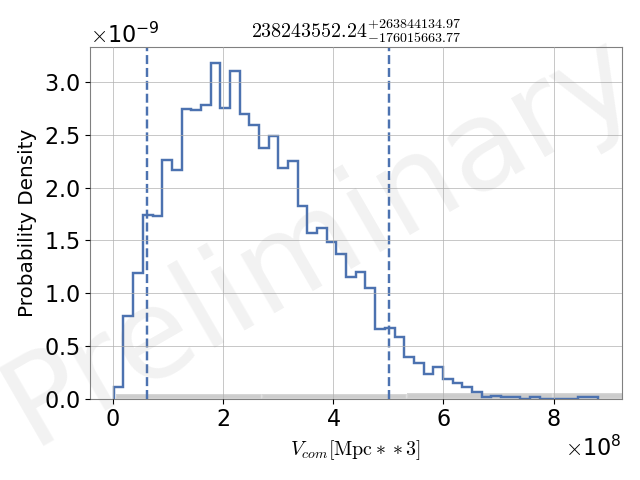 ×10⁻⁹
238243552.24+263844134.97−176015663.77
Probability Density
3.0
2.5
2.0
1.5
1.0
0.5
0.0
0 2 4 6 8
×10⁸
V_com[Mpc * *3]
Preliminary